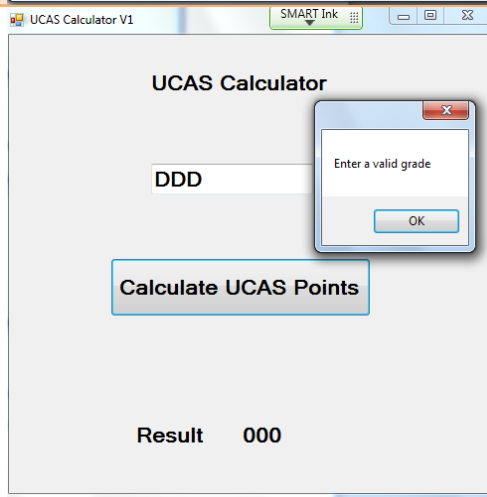 UCAS Calculator V1
SMART Ink
UCAS Calculator
Enter a valid grade
OK
DDD
Calculate UCAS Points
Result 000